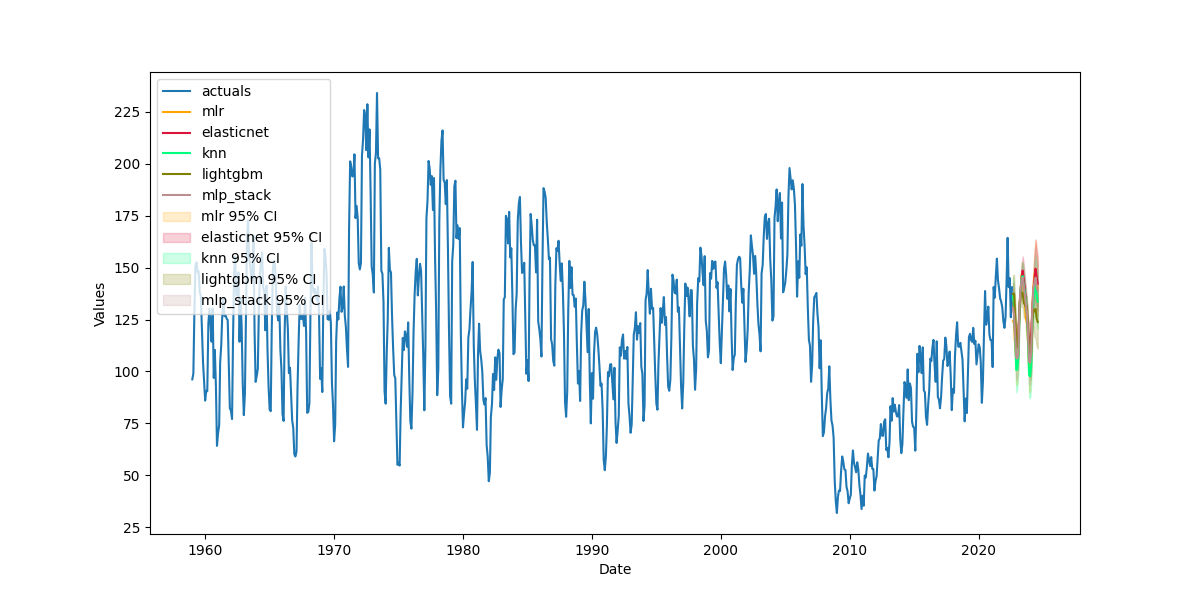 actuals
mlr
elasticnet
knn
lightgbm
mlp_stack
mlr 95% CI
elasticnet 95% CI
knn 95% CI
lightgbm 95% CI
mlp_stack 95% CI
225
200
175
150
125
100
75
50
25
Values
1960 1970 1980 1990 2000 2010 2020
Date